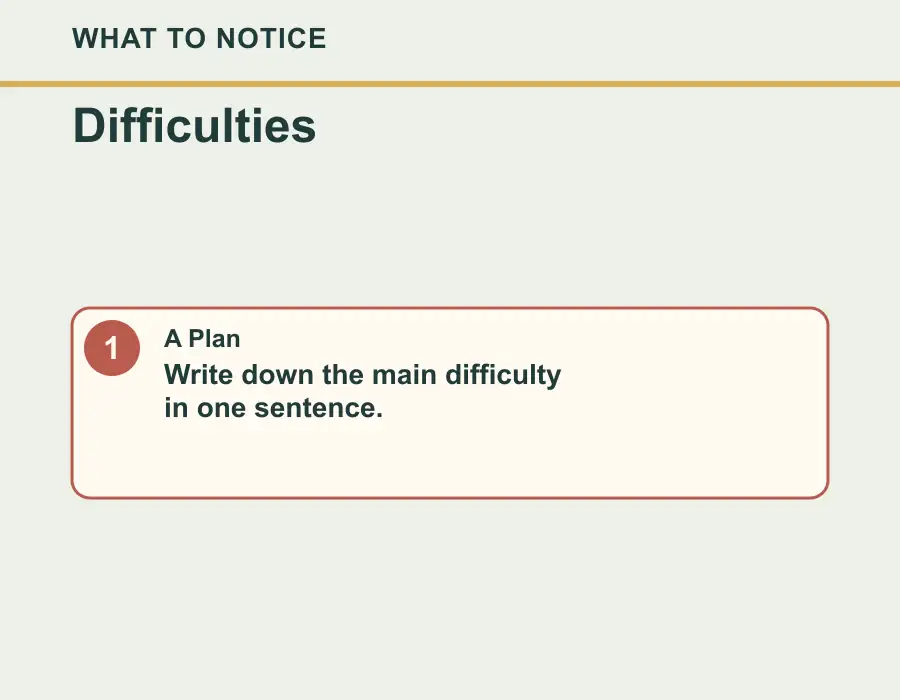 WHAT TO NOTICE
Difficulties
1
A Plan
Write down the main difficulty
in one sentence.